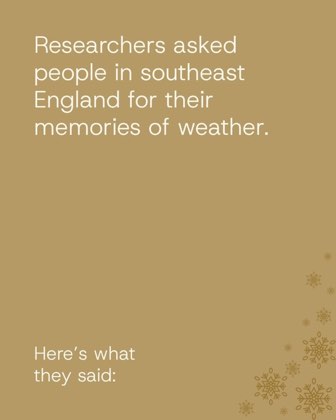 Researchers asked
people in southeast
England for their
memories of weather.
Here's what
they said: